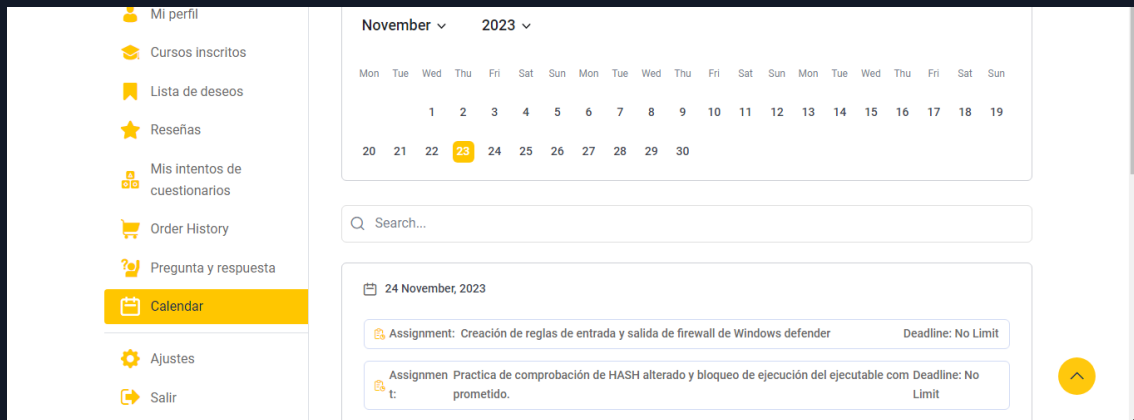 Mi perfil
Cursos inscritos
Lista de deseos
Reseñas
Mis intentos de
cuestionarios
Order History
Pregunta y respuesta
Calendar
Ajustes
Salir
November 2023
Mon Tue Wed Thu Fri Sat Sun Mon Tue Wed Thu Fri Sat Sun Mon Tue Wed Thu Fri Sat Sun
1 2 3 4 5 6 7 8 9 10 11 12 13 14 15 16 17 18 19
20 21 22 23 24 25 26 27 28 29 30
Search...
24 November, 2023
Assignment: Creación de reglas de entrada y salida de firewall de Windows defender Deadline: No Limit
Assignmen Practica de comprobación de HASH alterado y bloqueo de ejecución del ejecutable com Deadline: No
t: prometido. Limit